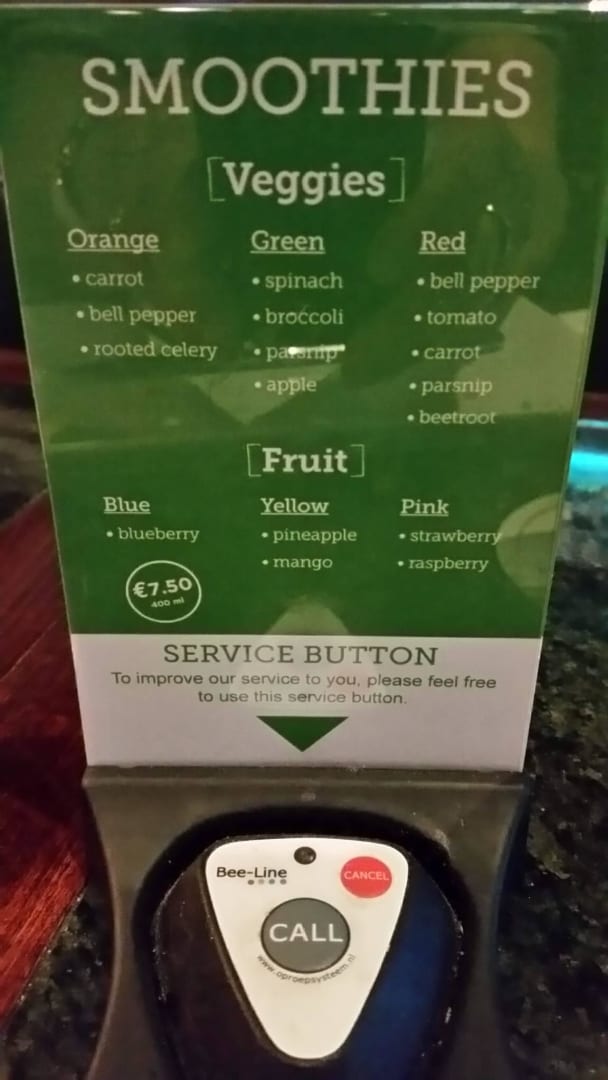 SMOOTHIES
[Veggies]
Orange
• carrot
• bell pepper
• rooted celery
Green
• spinach
• broccoli
• parsnip
• apple
Red
• bell pepper
• tomato
• carrot
• parsnip
• beetroot
[Fruit]
Blue
• blueberry
Yellow
• pineapple
• mango
Pink
• strawberry
• raspberry
€7.50
400 ml
SERVICE BUTTON
To improve our service to you, please feel free
to use this service button.
Bee-Line
CANCEL
CALL
www.oproepsysteem.nl